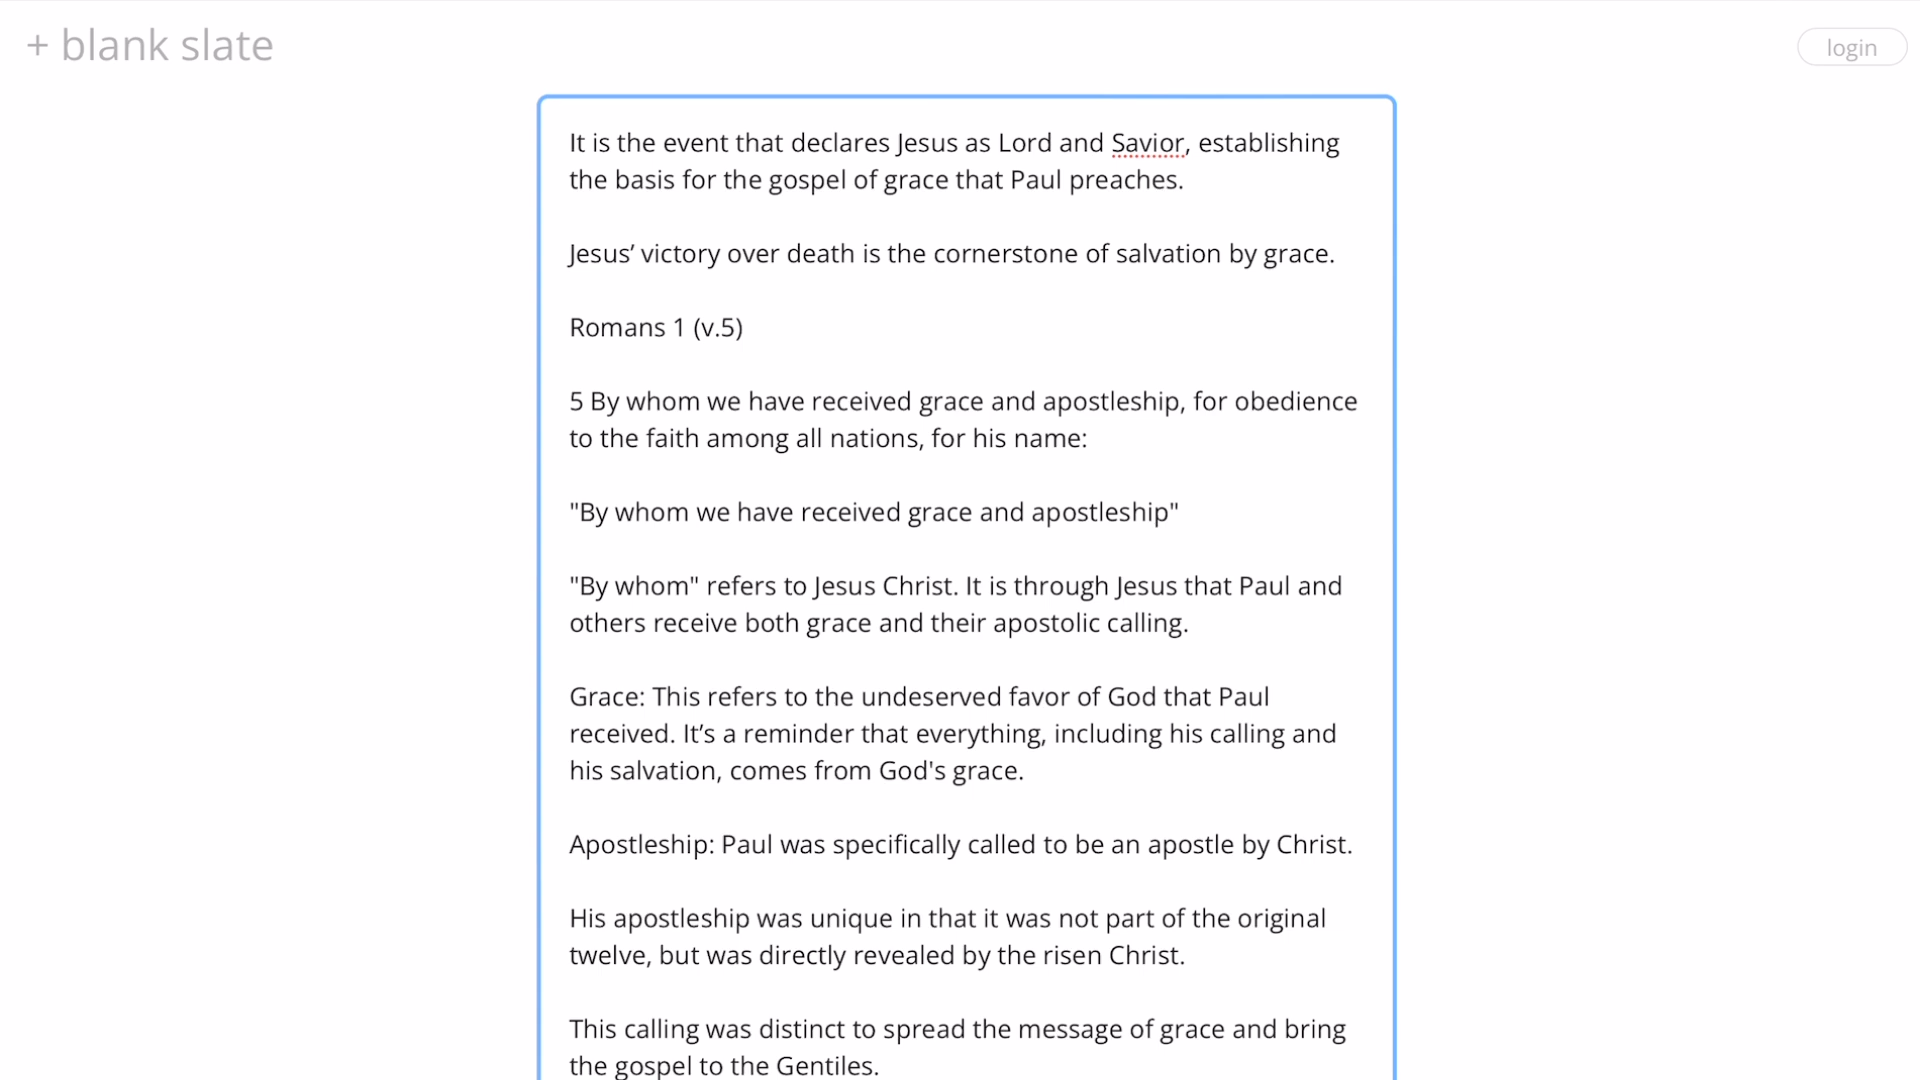 + blank slate
login
It is the event that declares Jesus as Lord and Savior, establishing
the basis for the gospel of grace that Paul preaches.
Jesus’ victory over death is the cornerstone of salvation by grace.
Romans 1 (v.5)
5 By whom we have received grace and apostleship, for obedience
to the faith among all nations, for his name:
"By whom we have received grace and apostleship"
"By whom" refers to Jesus Christ. It is through Jesus that Paul and
others receive both grace and their apostolic calling.
Grace: This refers to the undeserved favor of God that Paul
received. It’s a reminder that everything, including his calling and
his salvation, comes from God's grace.
Apostleship: Paul was specifically called to be an apostle by Christ.
His apostleship was unique in that it was not part of the original
twelve, but was directly revealed by the risen Christ.
This calling was distinct to spread the message of grace and bring
the gospel to the Gentiles.